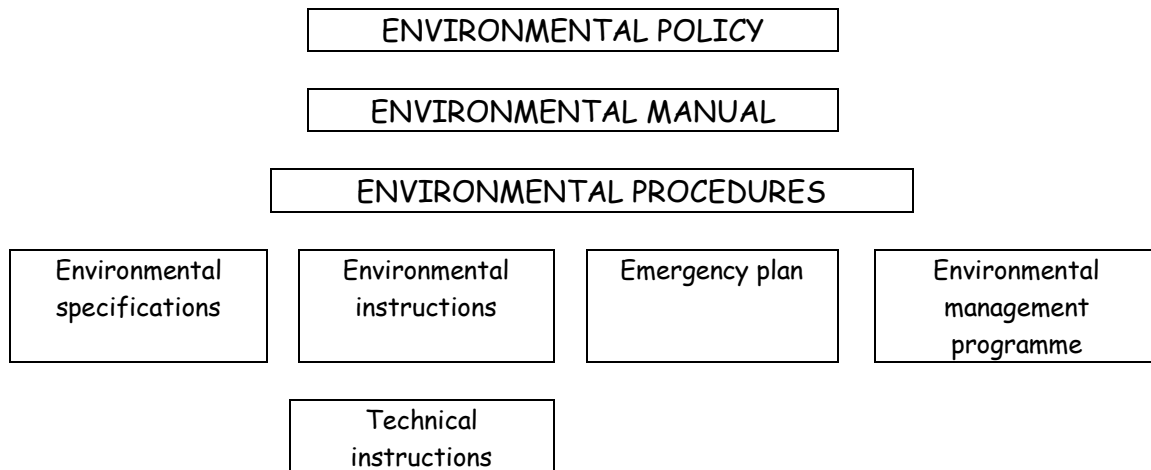 ENVIRONMENTAL POLICY
ENVIRONMENTAL MANUAL
ENVIRONMENTAL PROCEDURES
Environmental
specifications
Environmental
instructions
Emergency plan
Environmental
management
programme
Technical
instructions